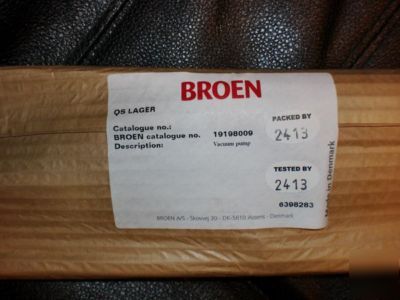 BROEN
QS LAGER
PACKED BY
2413
Catalogue no.:
BROEN catalogue no. 19198009
Description: Vacuum pump
TESTED BY
2413
6398283
Made in Denmark
BROEN A/S - Skovvej 30 - DK-5610 Assens - Denmark